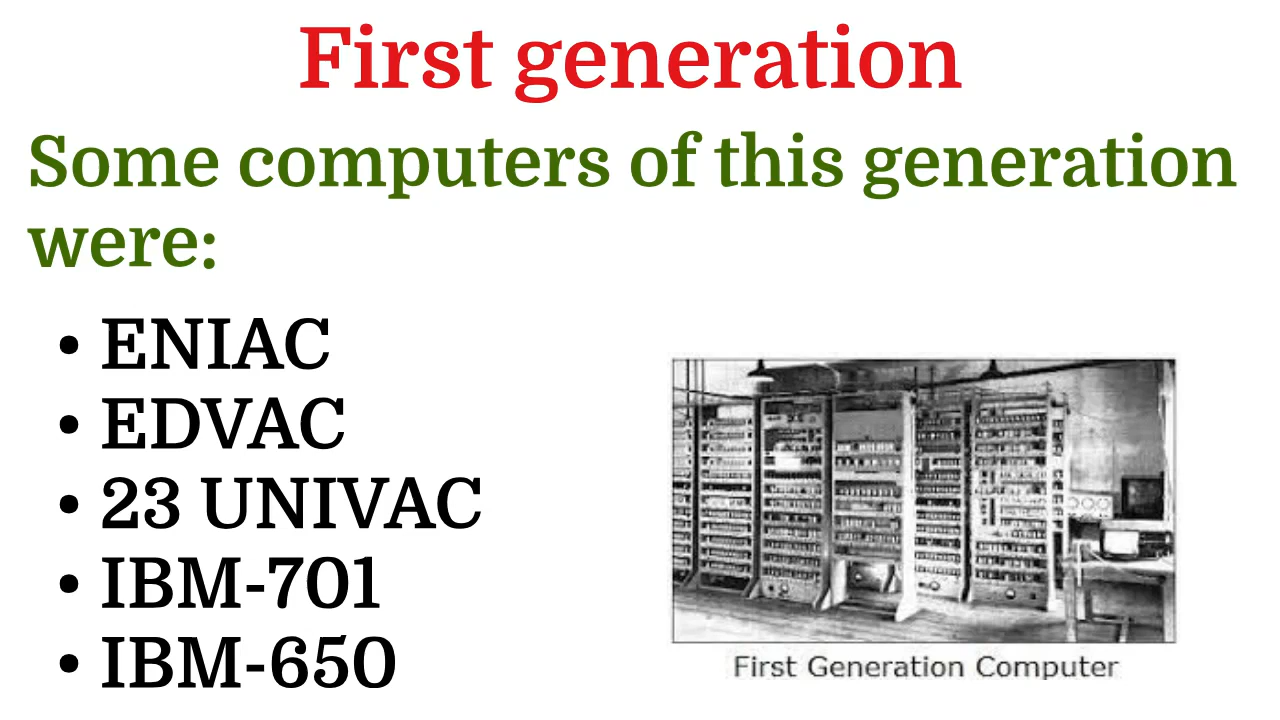 First generation
Some computers of this generation
were:
• ENIAC
• EDVAC
• 23 UNIVAC
• IBM-701
• IBM-650
First Generation Computer